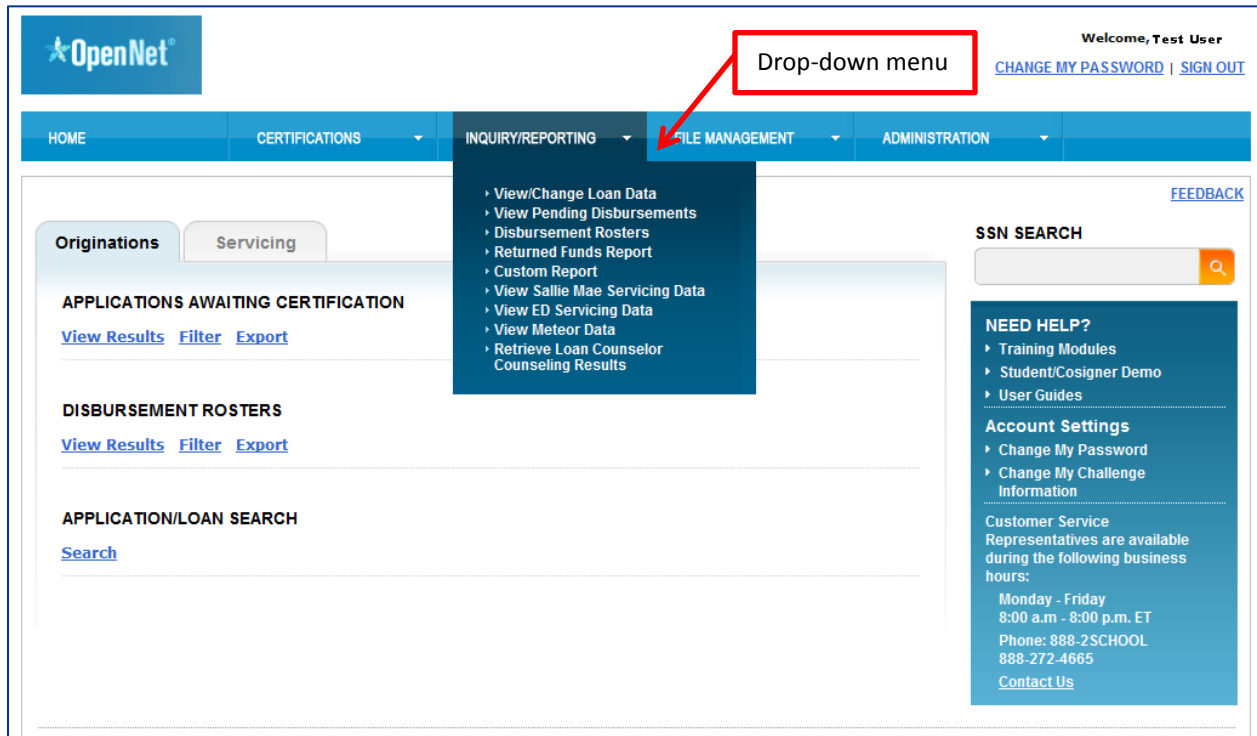 OpenNet®
Welcome, Test User
CHANGE MY PASSWORD | SIGN OUT
Drop-down menu
HOME CERTIFICATIONS INQUIRY/REPORTING FILE MANAGEMENT ADMINISTRATION
View/Change Loan Data
View Pending Disbursements
Disbursement Rosters
Returned Funds Report
Custom Report
View Sallie Mae Servicing Data
View ED Servicing Data
View Meteor Data
Retrieve Loan Counselor
Counseling Results
FEEDBACK
Originations Servicing
APPLICATIONS AWAITING CERTIFICATION
View Results Filter Export
DISBURSEMENT ROSTERS
View Results Filter Export
APPLICATION/LOAN SEARCH
Search
SSN SEARCH
NEED HELP?
Training Modules
Student/Cosigner Demo
User Guides
Account Settings
Change My Password
Change My Challenge
Information
Customer Service
Representatives are available
during the following business
hours:
Monday - Friday
8:00 a.m - 8:00 p.m. ET
Phone: 888-2SCHOOL
888-272-4665
Contact Us